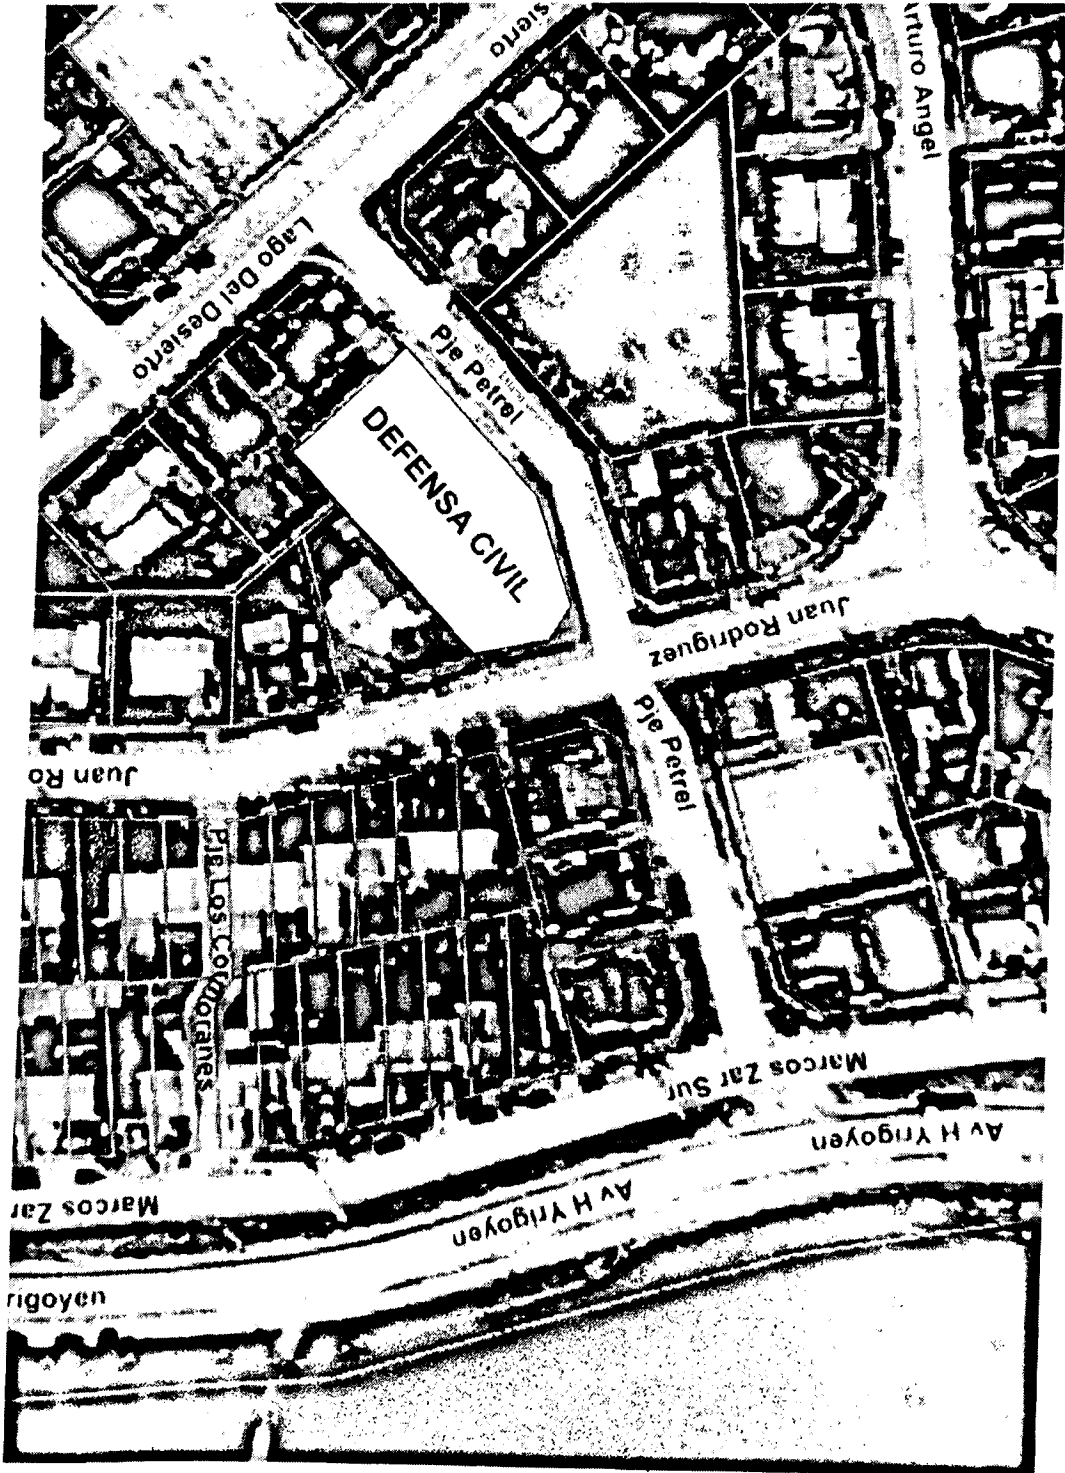 sierto
Arturo Angel
Lago Del Desierto
Pje Petrel
DEFENSA CIVIL
Juan Rodriguez
Pje Petrel
Juan Ro
Pje Los Cormoranes
Marcos Zar Sur
Av H Yrigoyen
Marcos Zar
Av H Yrigoyen
rigoyen